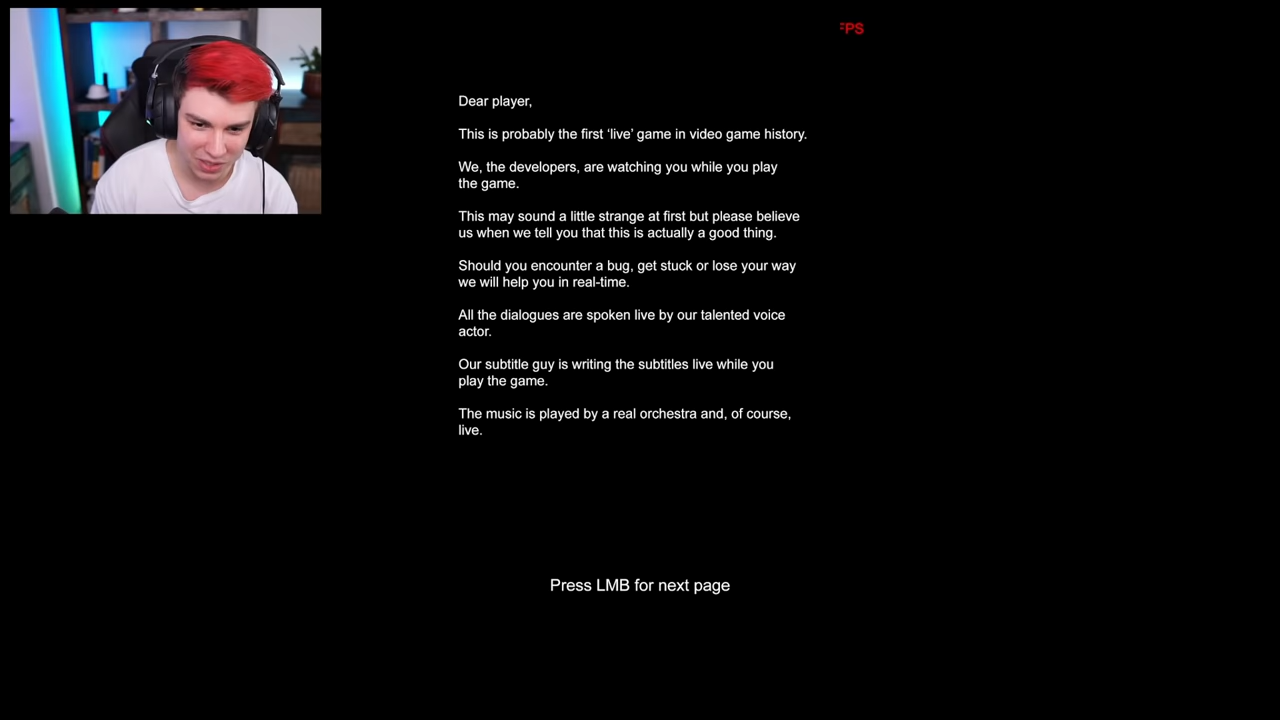 FPS
Dear player,
This is probably the first ‘live’ game in video game history.
We, the developers, are watching you while you play
the game.
This may sound a little strange at first but please believe
us when we tell you that this is actually a good thing.
Should you encounter a bug, get stuck or lose your way
we will help you in real-time.
All the dialogues are spoken live by our talented voice
actor.
Our subtitle guy is writing the subtitles live while you
play the game.
The music is played by a real orchestra and, of course,
live.
Press LMB for next page